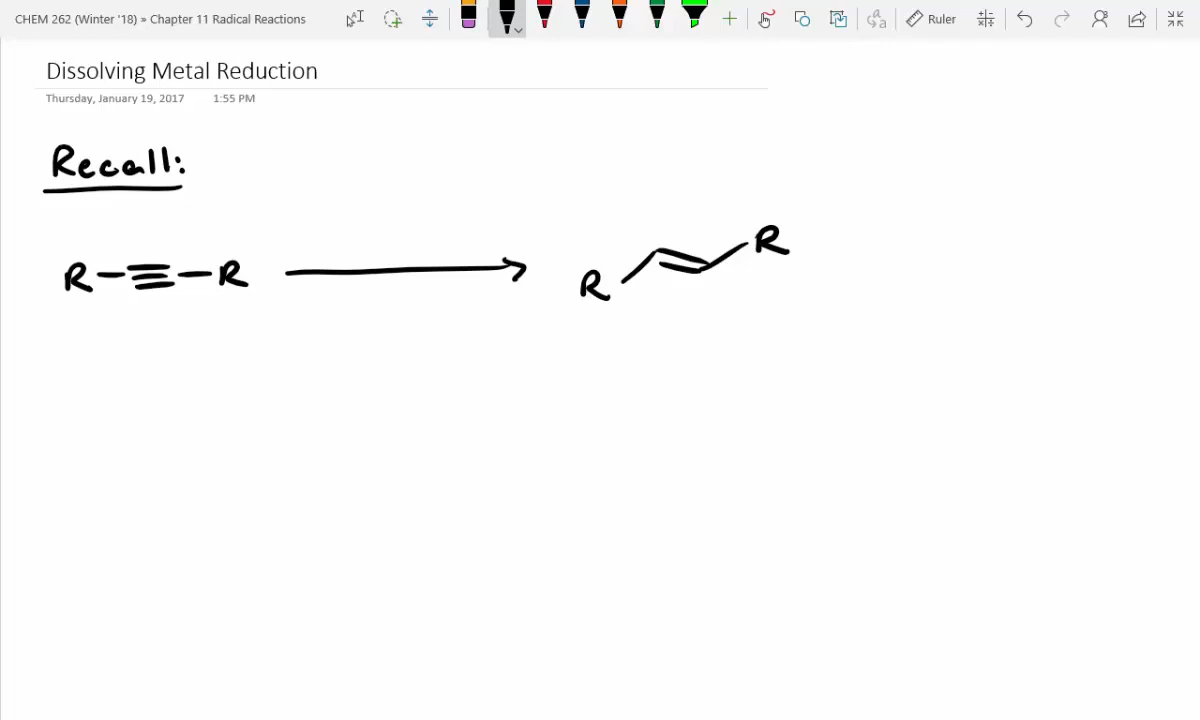 CHEM 262 (Winter '18) » Chapter 11 Radical Reactions
Ruler
Dissolving Metal Reduction
Thursday, January 19, 2017 1:55 PM
Recall:
R-≡-R R R